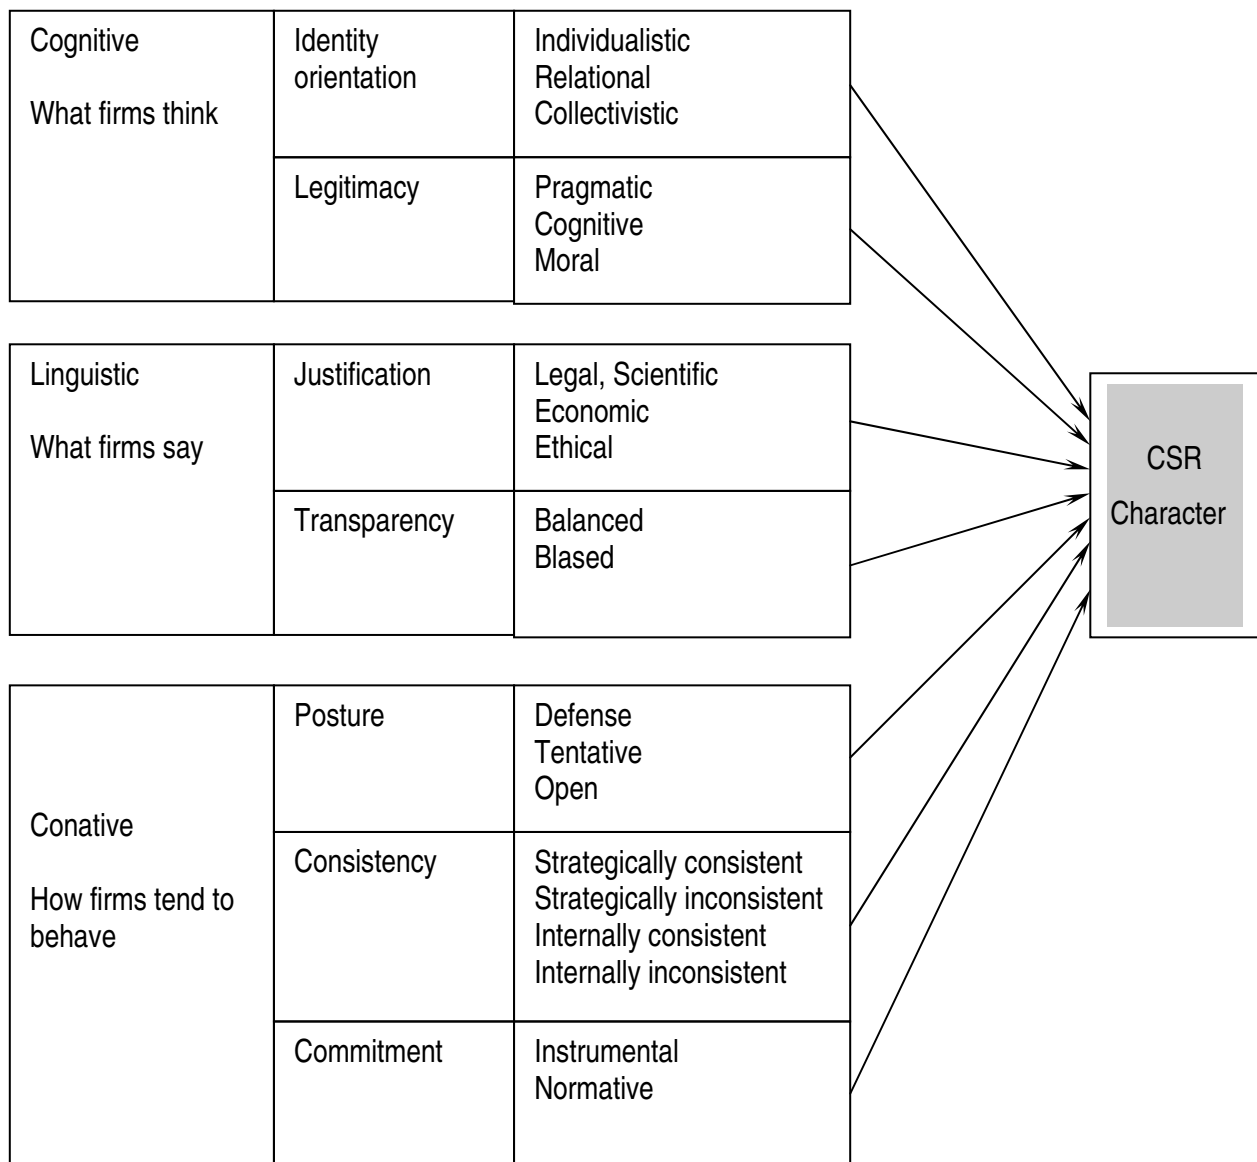 Cognitive
What firms think
Identity
orientation
Individualistic
Relational
Collectivistic
Legitimacy
Pragmatic
Cognitive
Moral
Linguistic
What firms say
Justification
Legal, Scientific
Economic
Ethical
Transparency
Balanced
Blased
Conative
How firms tend to
behave
Posture
Defense
Tentative
Open
Consistency
Strategically consistent
Strategically inconsistent
Internally consistent
Internally inconsistent
Commitment
Instrumental
Normative
CSR
Character